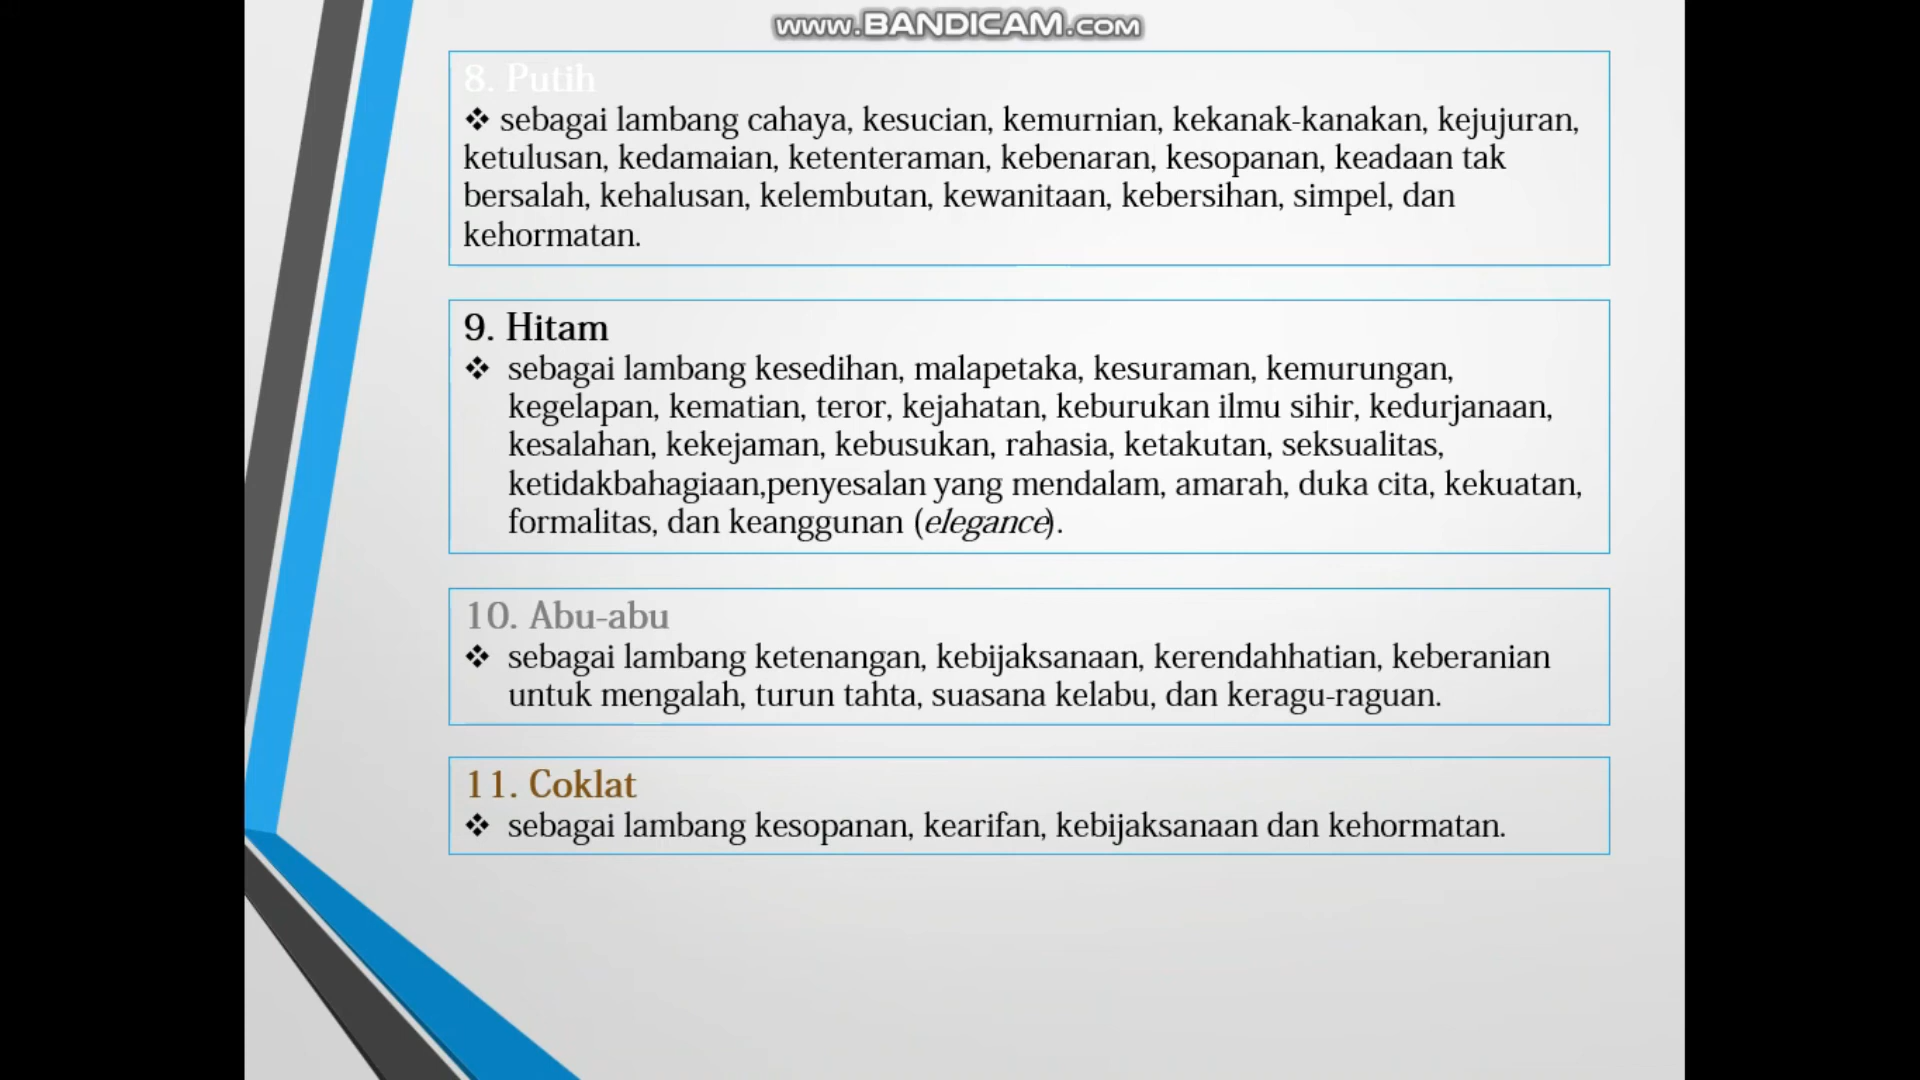 www.BANDICAM.com
8. Putih
❖ sebagai lambang cahaya, kesucian, kemurnian, kekanak-kanakan, kejujuran,
ketulusan, kedamaian, ketenteraman, kebenaran, kesopanan, keadaan tak
bersalah, kehalusan, kelembutan, kewanitaan, kebersihan, simpel, dan
kehormatan.
9. Hitam
❖ sebagai lambang kesedihan, malapetaka, kesuraman, kemurungan,
kegelapan, kematian, teror, kejahatan, keburukan ilmu sihir, kedurjanaan,
kesalahan, kekejaman, kebusukan, rahasia, ketakutan, seksualitas,
ketidakbahagiaan,penyesalan yang mendalam, amarah, duka cita, kekuatan,
formalitas, dan keanggunan (elegance).
10. Abu-abu
❖ sebagai lambang ketenangan, kebijaksanaan, kerendahhatian, keberanian
untuk mengalah, turun tahta, suasana kelabu, dan keragu-raguan.
11. Coklat
❖ sebagai lambang kesopanan, kearifan, kebijaksanaan dan kehormatan.